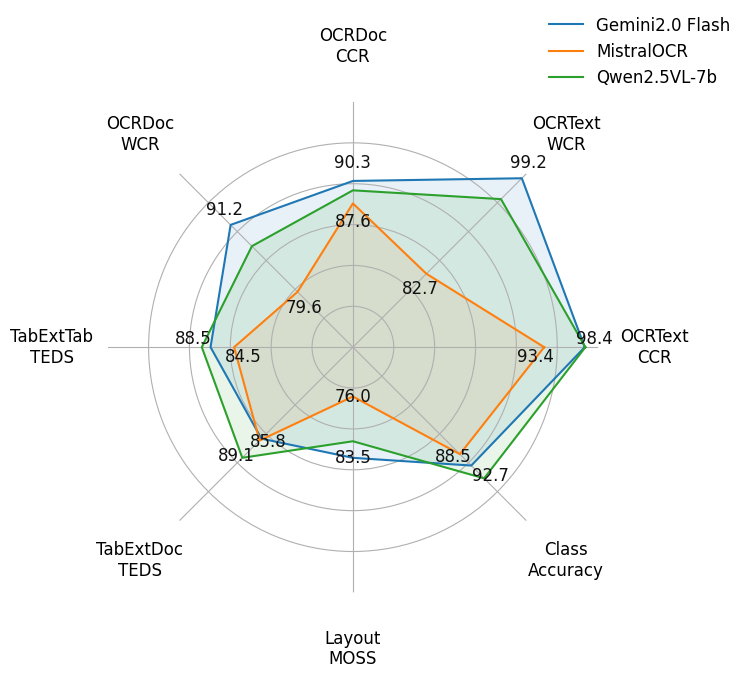 Gemini2.0 Flash
MistralOCR
Qwen2.5VL-7b
OCRDoc
CCR
OCRDoc
WCR
OCRText
WCR
90.3
99.2
91.2
87.6
82.7
79.6
TabExtTab
TEDS
88.5
84.5
93.4
98.4
OCRText
CCR
76.0
85.8
89.1
83.5
88.5
92.7
TabExtDoc
TEDS
Class
Accuracy
Layout
MOSS